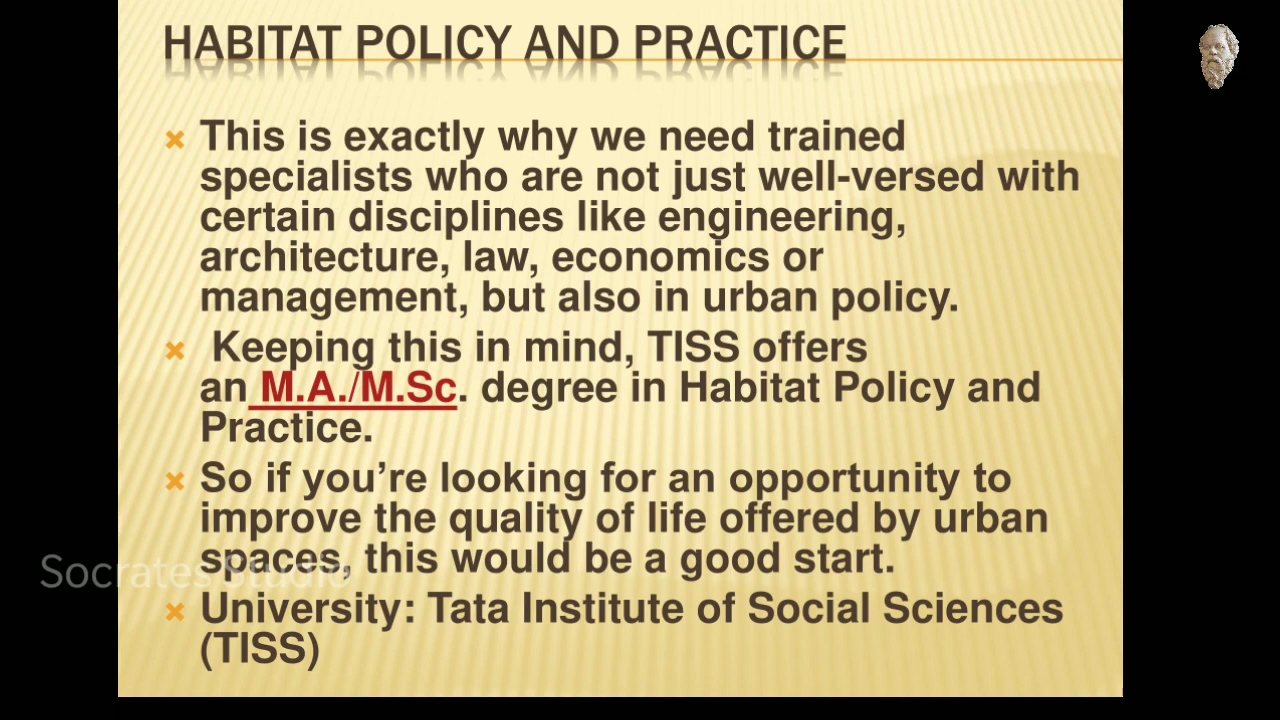 HABITAT POLICY AND PRACTICE
This is exactly why we need trained
specialists who are not just well-versed with
certain disciplines like engineering,
architecture, law, economics or
management, but also in urban policy.
Keeping this in mind, TISS offers
an M.A./M.Sc. degree in Habitat Policy and
Practice.
So if you’re looking for an opportunity to
improve the quality of life offered by urban
spaces, this would be a good start.
Socrates Studio
University: Tata Institute of Social Sciences
(TISS)